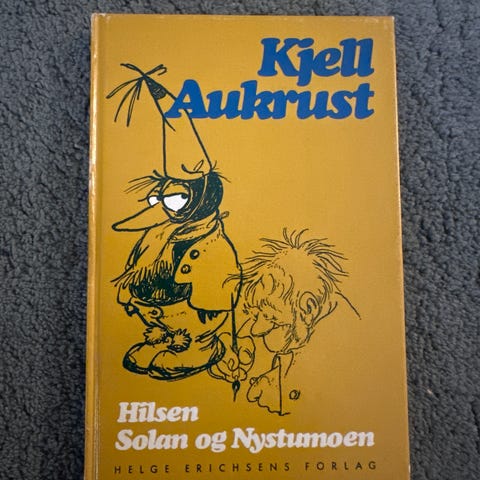 Kjell
Aukrust
Hilsen
Solan og Nystumoen
HELGE ERICHSENS FORLAG